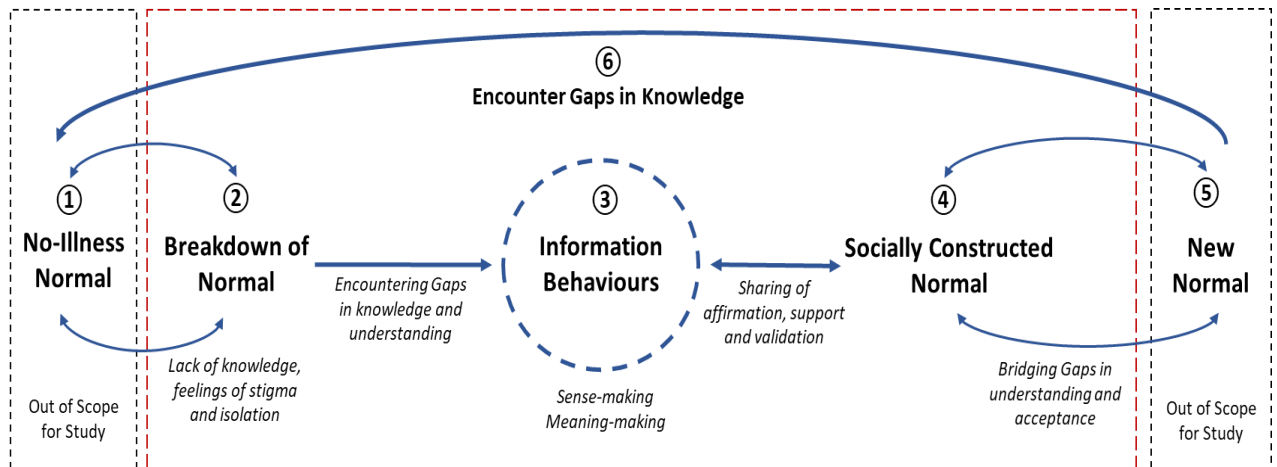 ⑥
Encounter Gaps in Knowledge
①
No-Illness
Normal
Out of Scope
for Study
②
Breakdown of
Normal
Lack of knowledge,
feelings of stigma
and isolation
Encountering Gaps
in knowledge and
understanding
③
Information
Behaviours
Sense-making
Meaning-making
Sharing of
affirmation, support
and validation
④
Socially Constructed
Normal
Bridging Gaps in
understanding and
acceptance
⑤
New
Normal
Out of Scope
for Study